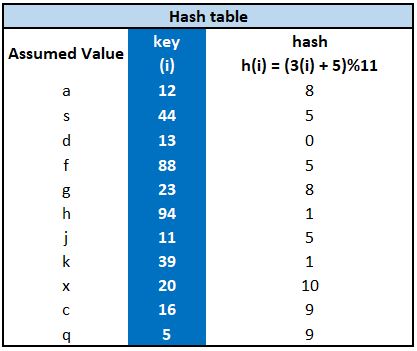 Hash table
Assumed Value key (i) hash h(i) = (3(i) + 5)%11
a 12 8
s 44 5
d 13 0
f 88 5
g 23 8
h 94 1
j 11 5
k 39 1
x 20 10
c 16 9
q 5 9